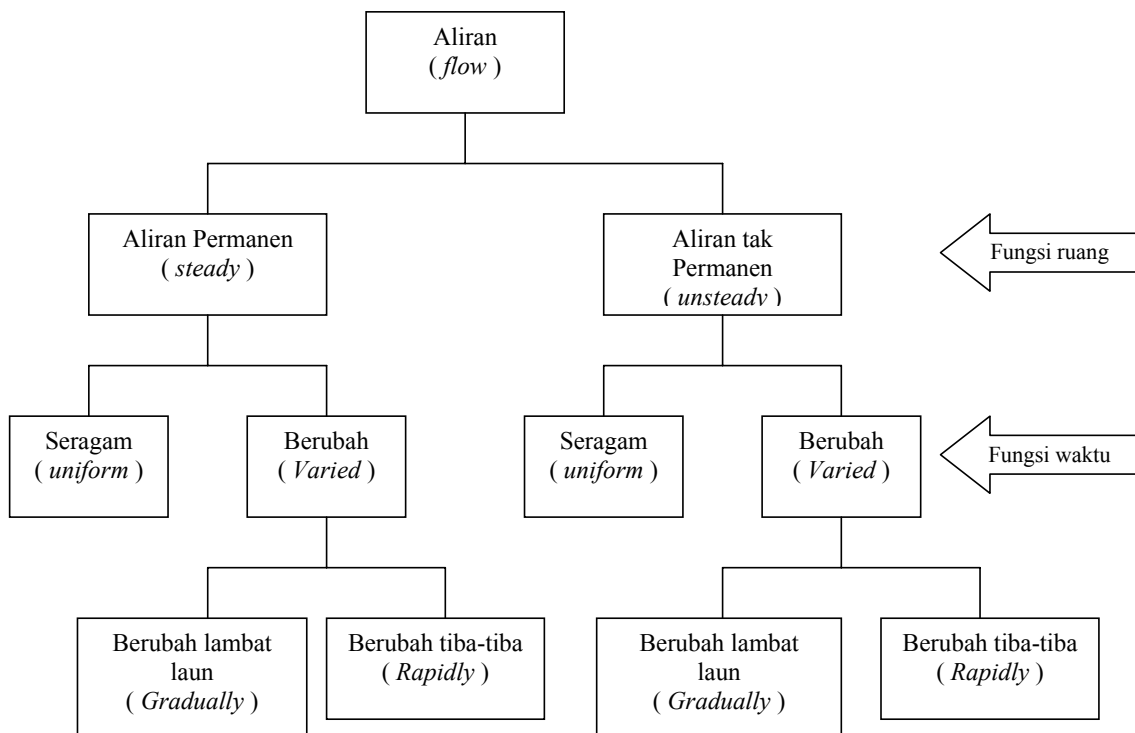 Aliran
( flow )
Aliran Permanen
( steady )
Aliran tak
Permanen
( unsteady )
Fungsi ruang
Seragam
( uniform )
Berubah
( Varied )
Seragam
( uniform )
Berubah
( Varied )
Fungsi waktu
Berubah lambat
laun
( Gradually )
Berubah tiba-tiba
( Rapidly )
Berubah lambat
laun
( Gradually )
Berubah tiba-tiba
( Rapidly )